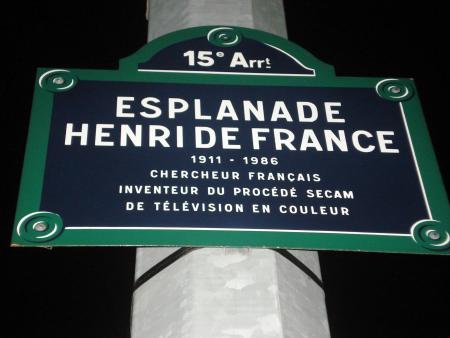 15e Arrt
ESPLANADE
HENRI DE FRANCE
1911 - 1986
CHERCHEUR FRANÇAIS
INVENTEUR DU PROCÉDÉ SECAM
DE TÉLÉVISION EN COULEUR